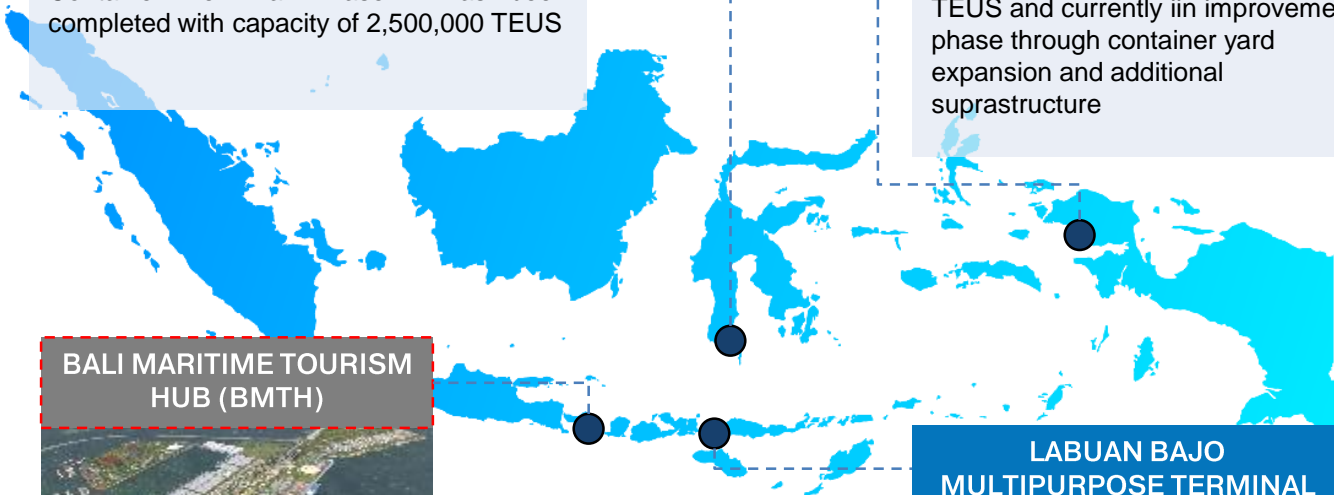 completed with capacity of 2,500,000 TEUS
TEUS and currently iin improveme
phase through container yard
expansion and additional
suprastructure
BALI MARITIME TOURISM
HUB (BMTH)
LABUAN BAJO
MULTIPURPOSE TERMINAL